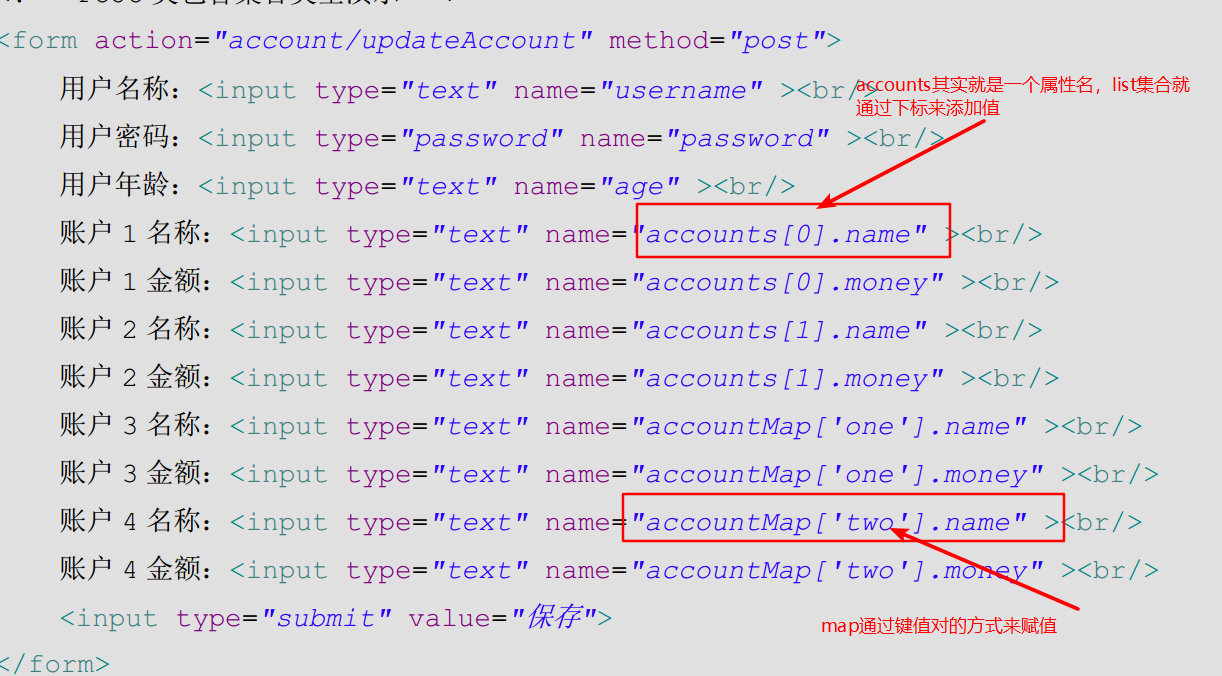 <form action="account/updateAccount" method="post">
用户名称：<input type="text" name="username" ><br/>
accounts其实就是一个属性名，list集合就
通过下标来添加值
用户密码：<input type="password" name="password" ><br/>
用户年龄：<input type="text" name="age" ><br/>
账户 1 名称：<input type="text" name="accounts[0].name" ><br/>
账户 1 金额：<input type="text" name="accounts[0].money" ><br/>
账户 2 名称：<input type="text" name="accounts[1].name" ><br/>
账户 2 金额：<input type="text" name="accounts[1].money" ><br/>
账户 3 名称：<input type="text" name="accountMap['one'].name" ><br/>
账户 3 金额：<input type="text" name="accountMap['one'].money" ><br/>
账户 4 名称：<input type="text" name="accountMap['two'].name" ><br/>
账户 4 金额：<input type="text" name="accountMap['two'].money" ><br/>
<input type="submit" value="保存">
map通过键值对的方式来赋值
</form>